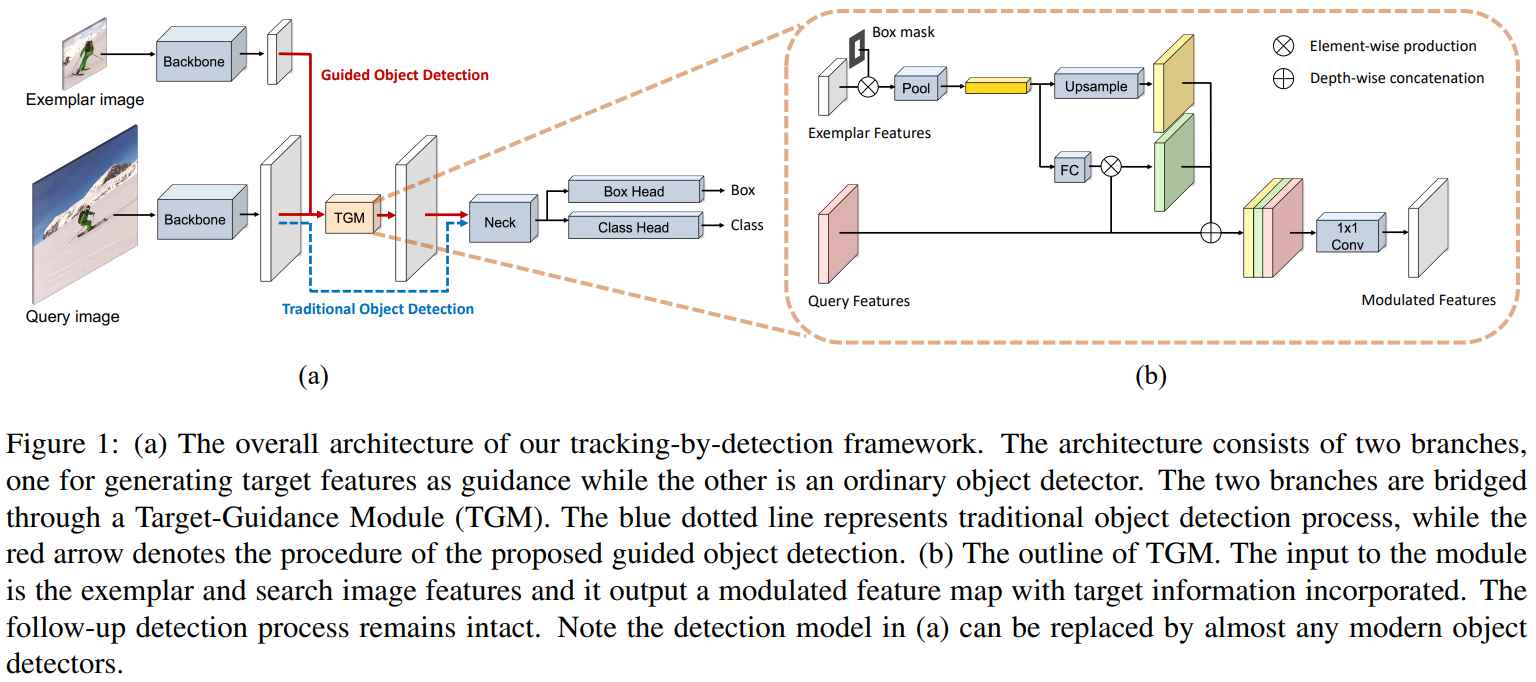 Exemplar image
Backbone
Guided Object Detection
Query image
Backbone
TGM
Neck
Box Head
Class Head
Box
Class
Traditional Object Detection
(a)
Box mask
Exemplar Features
Pool
Upsample
FC
Query Features
1x1
Conv
Modulated Features
Element-wise production
Depth-wise concatenation
(b)
Figure 1: (a) The overall architecture of our tracking-by-detection framework. The architecture consists of two branches,
one for generating target features as guidance while the other is an ordinary object detector. The two branches are bridged
through a Target-Guidance Module (TGM). The blue dotted line represents traditional object detection process, while the
red arrow denotes the procedure of the proposed guided object detection. (b) The outline of TGM. The input to the module
is the exemplar and search image features and it output a modulated feature map with target information incorporated. The
follow-up detection process remains intact. Note the detection model in (a) can be replaced by almost any modern object
detectors.